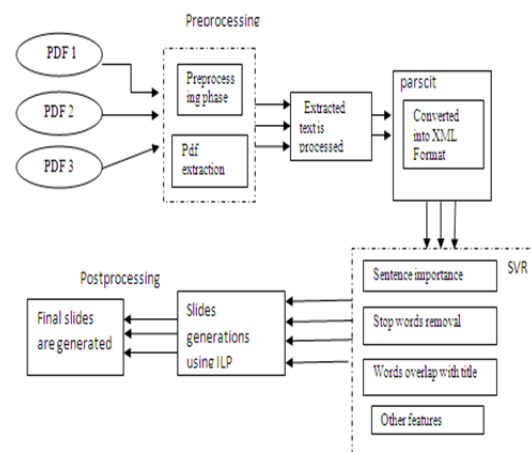 Preprocessing
PDF 1
PDF 2
PDF 3
Preprocess
ing phase
Pdf
extraction
Extracted
text is
processed
parscit
Converted
into XML
Format
SVR
Sentence importance
Stop words removal
Words overlap with title
Other features
Postprocessing
Slides
generations
using ILP
Final slides
are generated